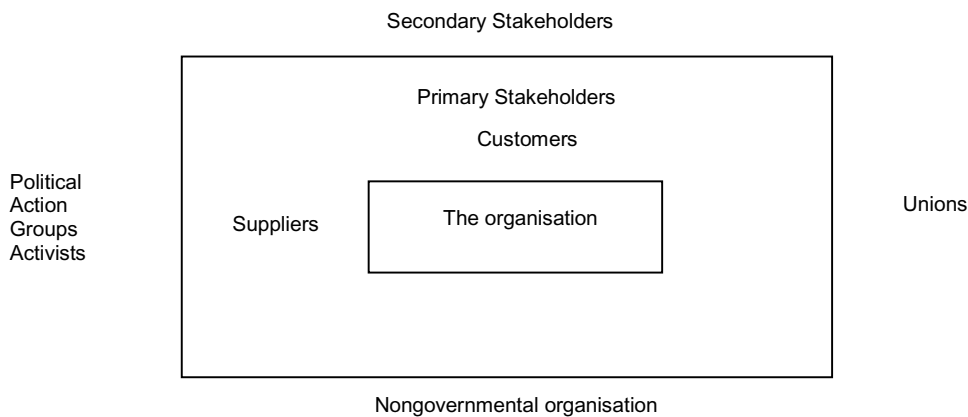 Secondary Stakeholders
Primary Stakeholders
Customers
Political
Action
Groups
Activists
Suppliers
The organisation
Unions
Nongovernmental organisation